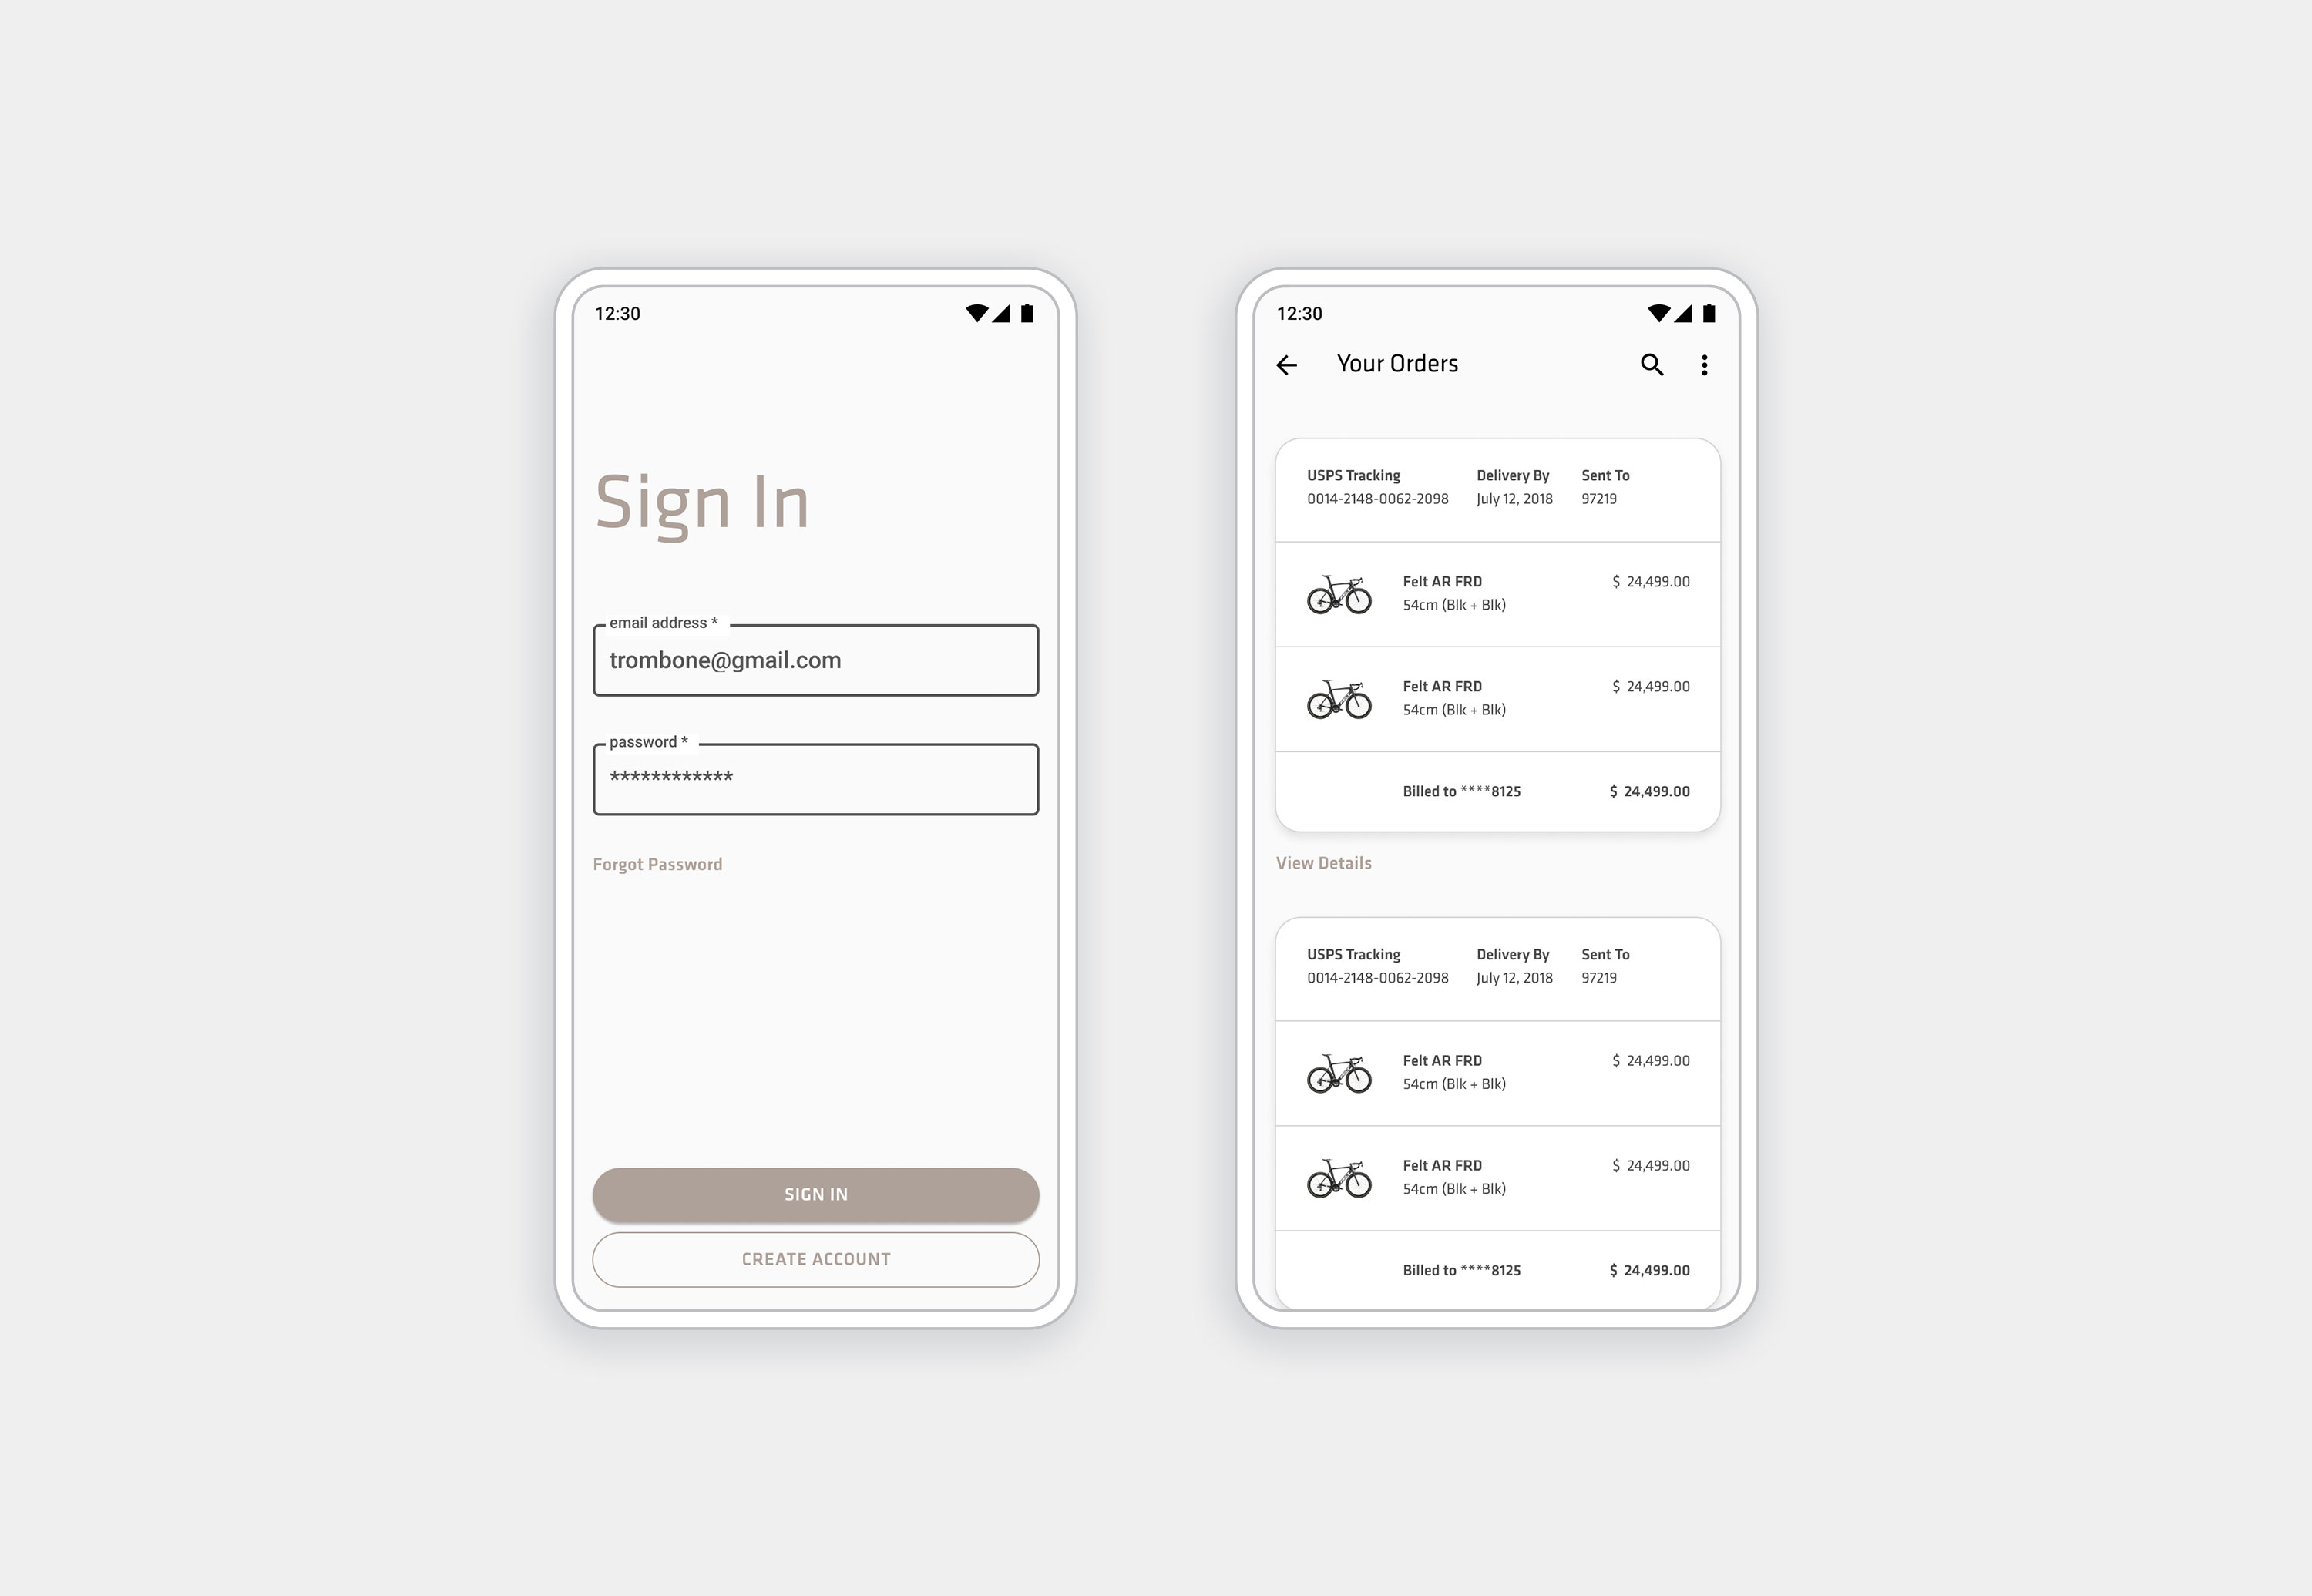 12:30
Sign In
email address *
trombone@gmail.com
password *
************
Forgot Password
SIGN IN
CREATE ACCOUNT
12:30
Your Orders
USPS Tracking Delivery By Sent To
0014-2148-0062-2098 July 12, 2018 97219
Felt AR FRD $ 24,499.00
54cm (Blk + Blk)
Felt AR FRD $ 24,499.00
54cm (Blk + Blk)
Billed to ****8125 $ 24,499.00
View Details
USPS Tracking Delivery By Sent To
0014-2148-0062-2098 July 12, 2018 97219
Felt AR FRD $ 24,499.00
54cm (Blk + Blk)
Felt AR FRD $ 24,499.00
54cm (Blk + Blk)
Billed to ****8125 $ 24,499.00